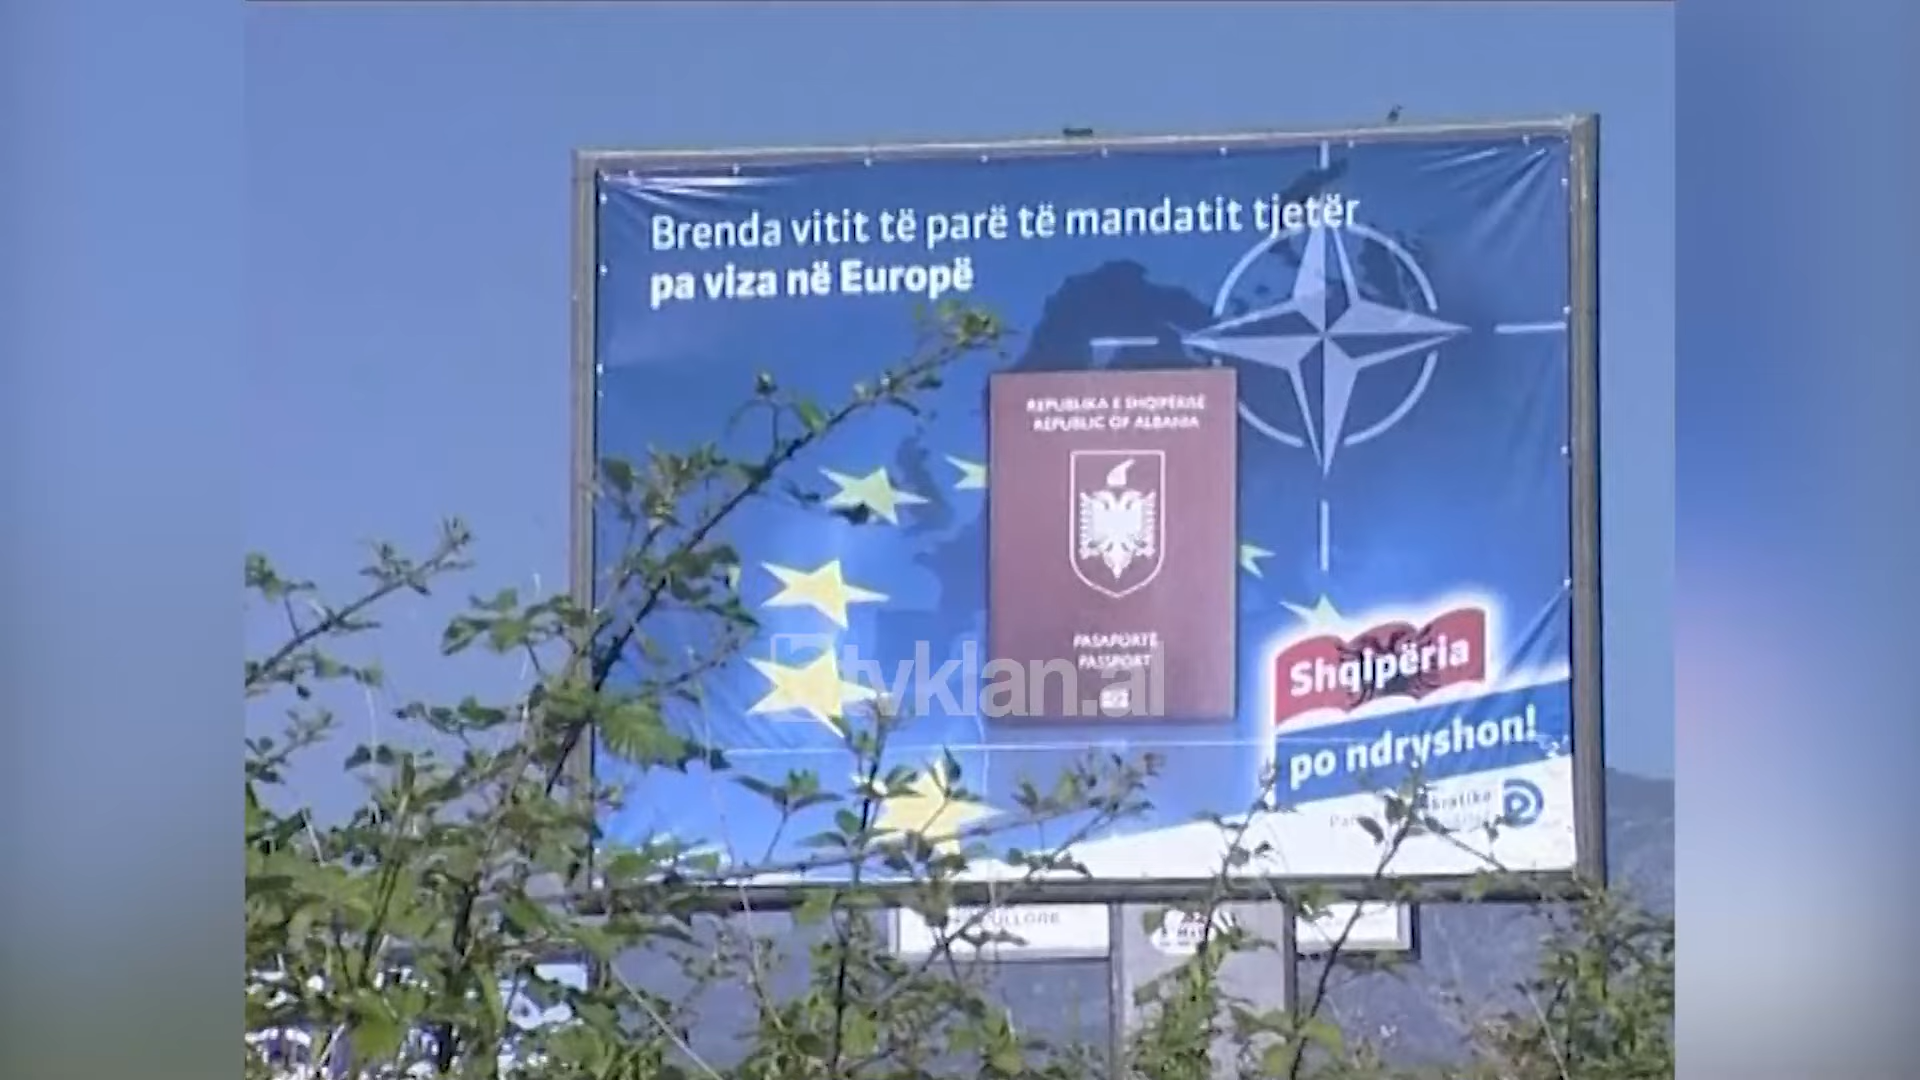 Brenda vitit të parë të mandatit tjetër
pa viza në Europë
REPUBLIKA E SHQIPËRISË
REPUBLIC OF ALBANIA
PASAPORTË
PASSPORT
tvklan.al
Shqipëria
po ndryshon!